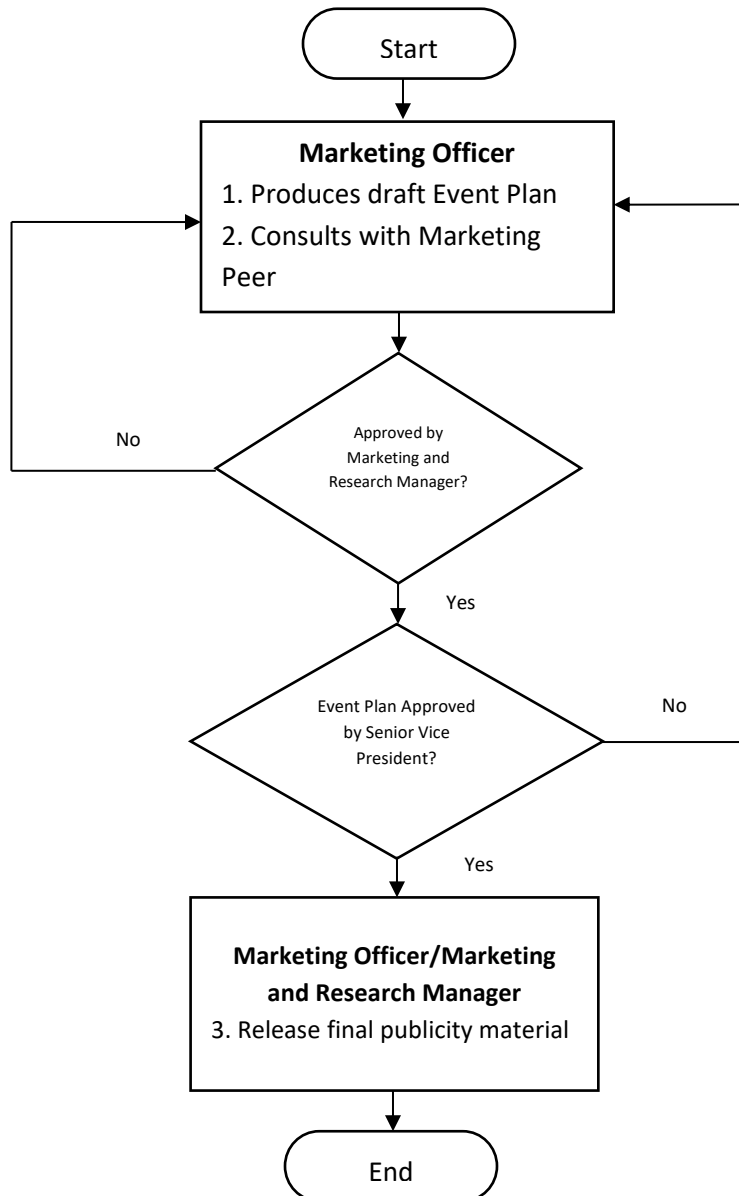 Start
Marketing Officer
1. Produces draft Event Plan
2. Consults with Marketing
Peer
No
Approved by
Marketing and
Research Manager?
Yes
Event Plan Approved
by Senior Vice
President?
No
Yes
Marketing Officer/Marketing
and Research Manager
3. Release final publicity material
End